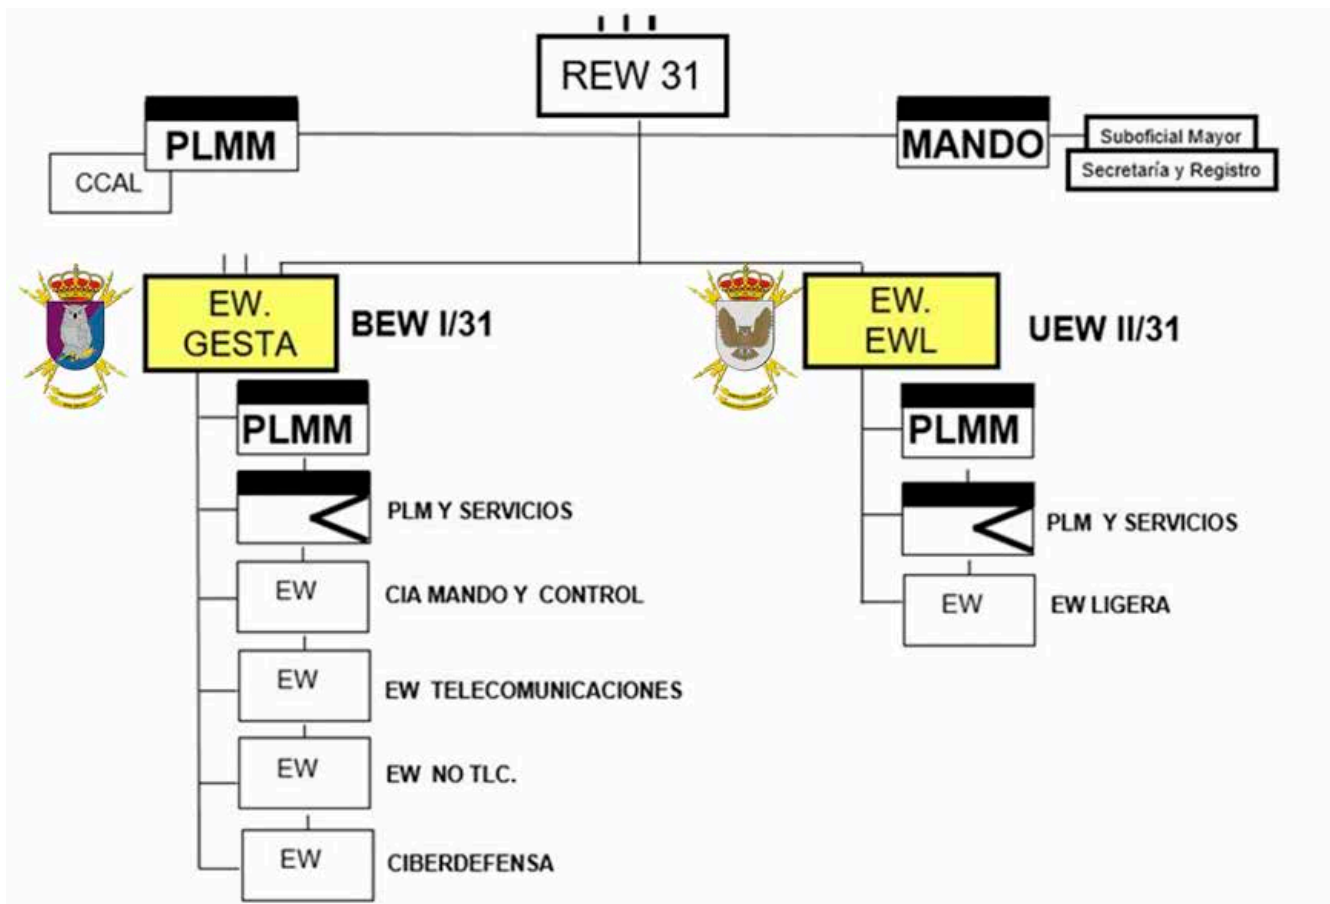 REW 31
PLMM
MANDO
Suboficial Mayor
CCAL
Secretaría y Registro
EW.
GESTA
BEW I/31
EW.
EWL
UEW II/31
PLMM
PLM Y SERVICIOS
EW
CIA MANDO Y CONTROL
EW
EW TELECOMUNICACIONES
EW
EW NO TLC.
EW
CIBERDEFENSA
PLMM
PLM Y SERVICIOS
EW
EW LIGERA